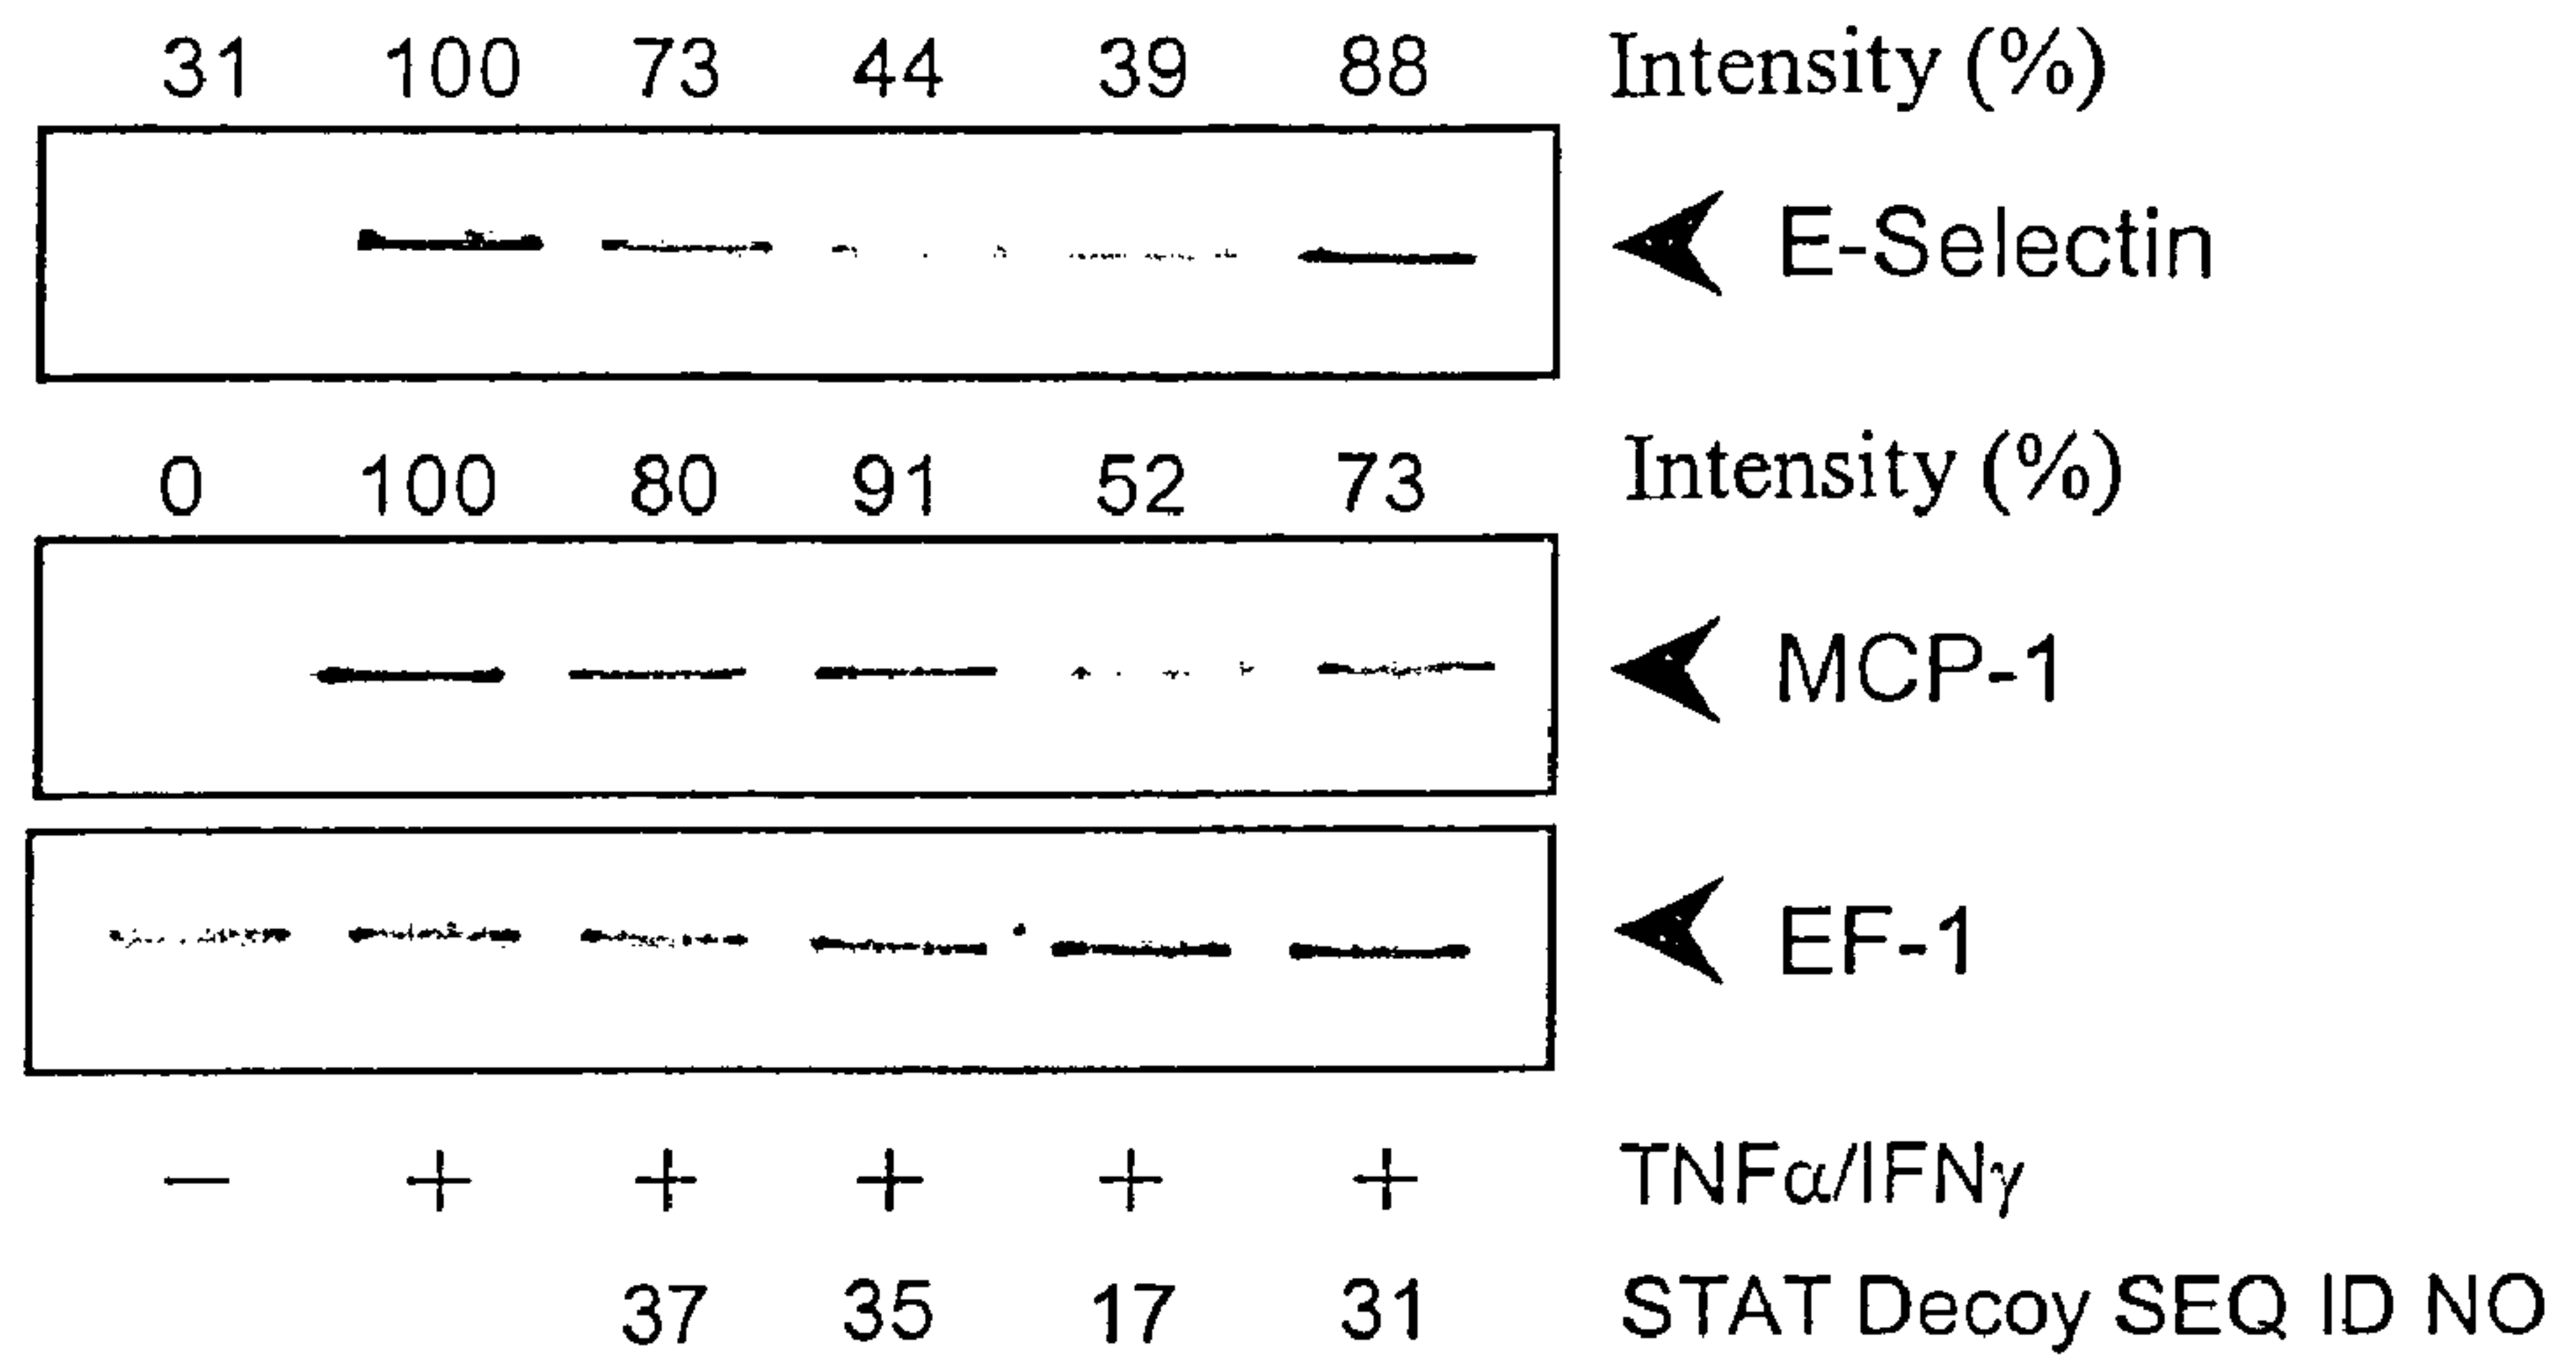 31 100 73 44 39 88 Intensity (%)
E-Selectin
0 100 80 91 52 73 Intensity (%)
MCP-1
EF-1
− + + + + + TNFα/IFNγ
37 35 17 31 STAT Decoy SEQ ID NO